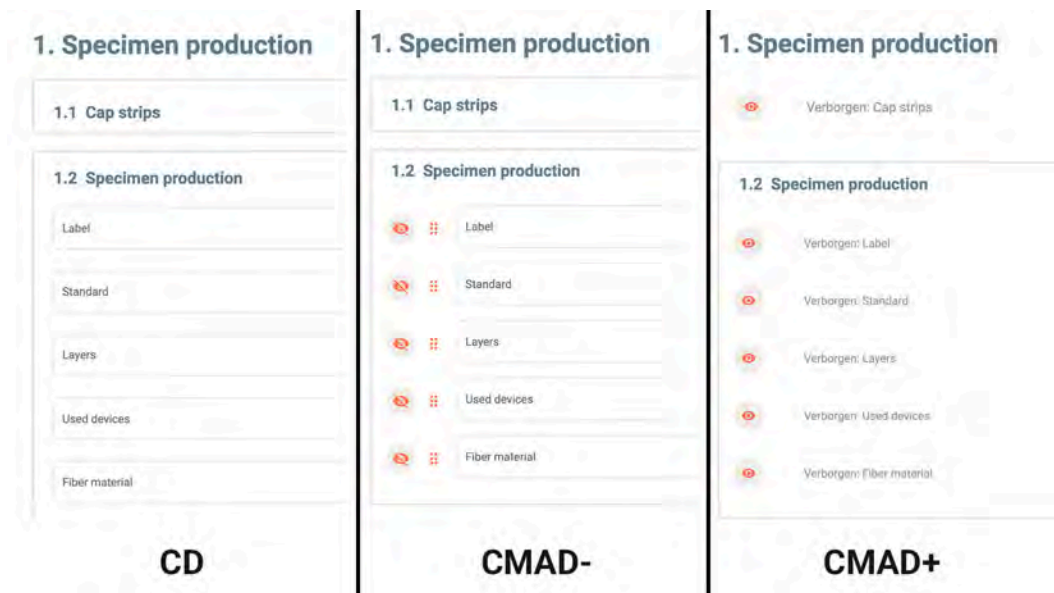 1. Specimen production
1.1 Cap strips
1.2 Specimen production
Label
Standard
Layers
Used devices
Fiber material
CD
1. Specimen production
1.1 Cap strips
1.2 Specimen production
Label
Standard
Layers
Used devices
Fiber material
CMAD-
1. Specimen production
Verborgen: Cap strips
1.2 Specimen production
Verborgen: Label
Verborgen: Standard
Verborgen: Layers
Verborgen: Used devices
Verborgen: Fiber material
CMAD+